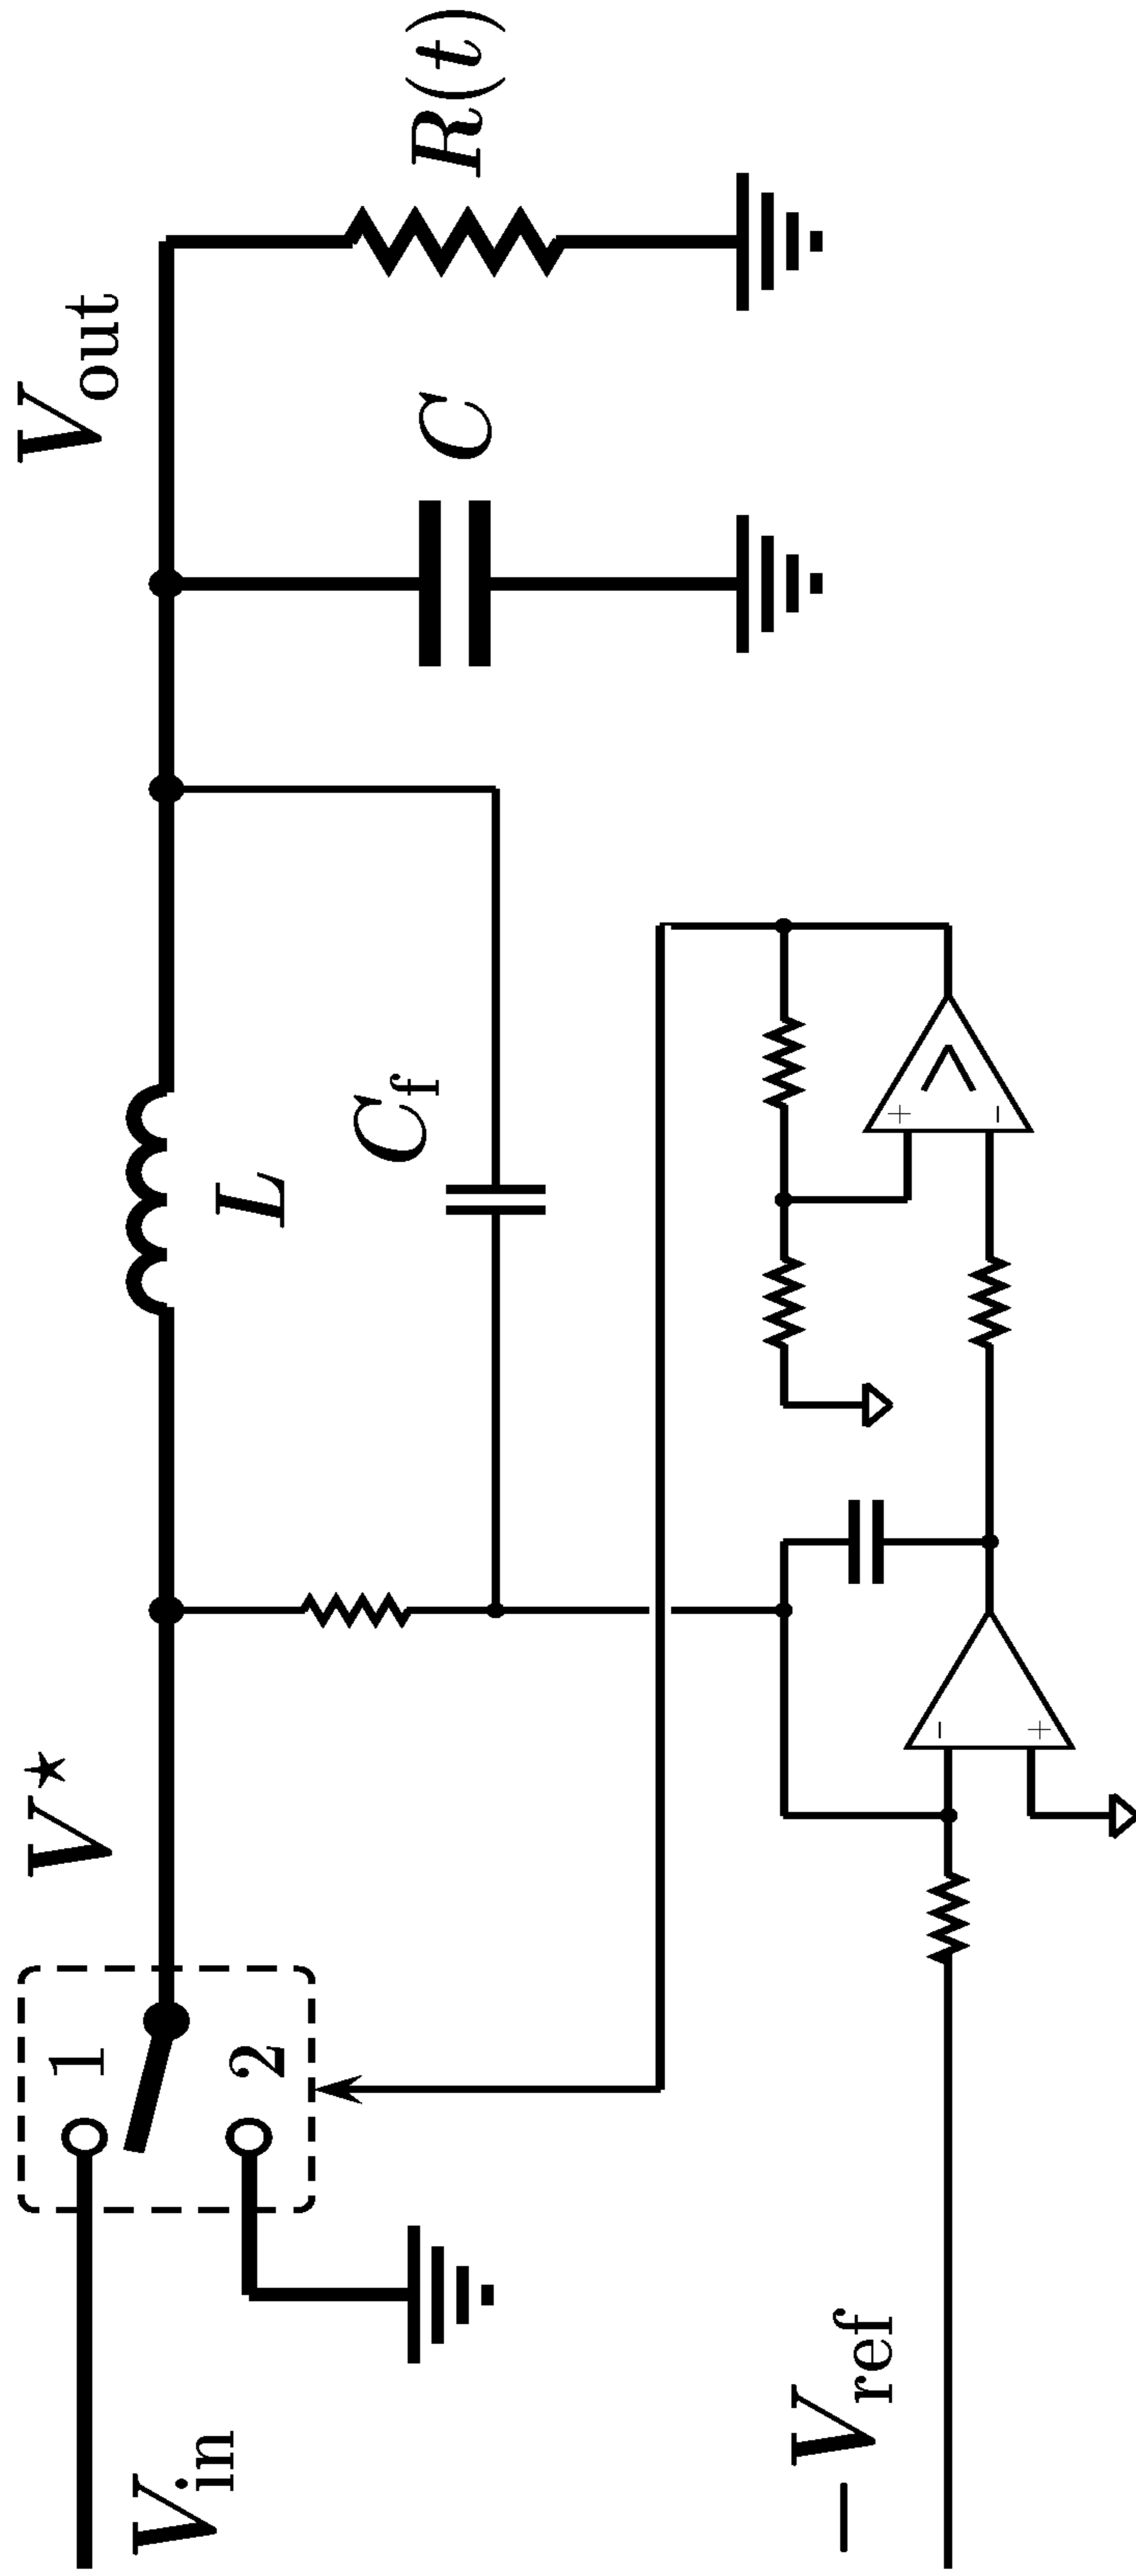 V_in
1
2
V^★
L
C_f
V_out
C
R(t)
−V_ref
−
+
+
−